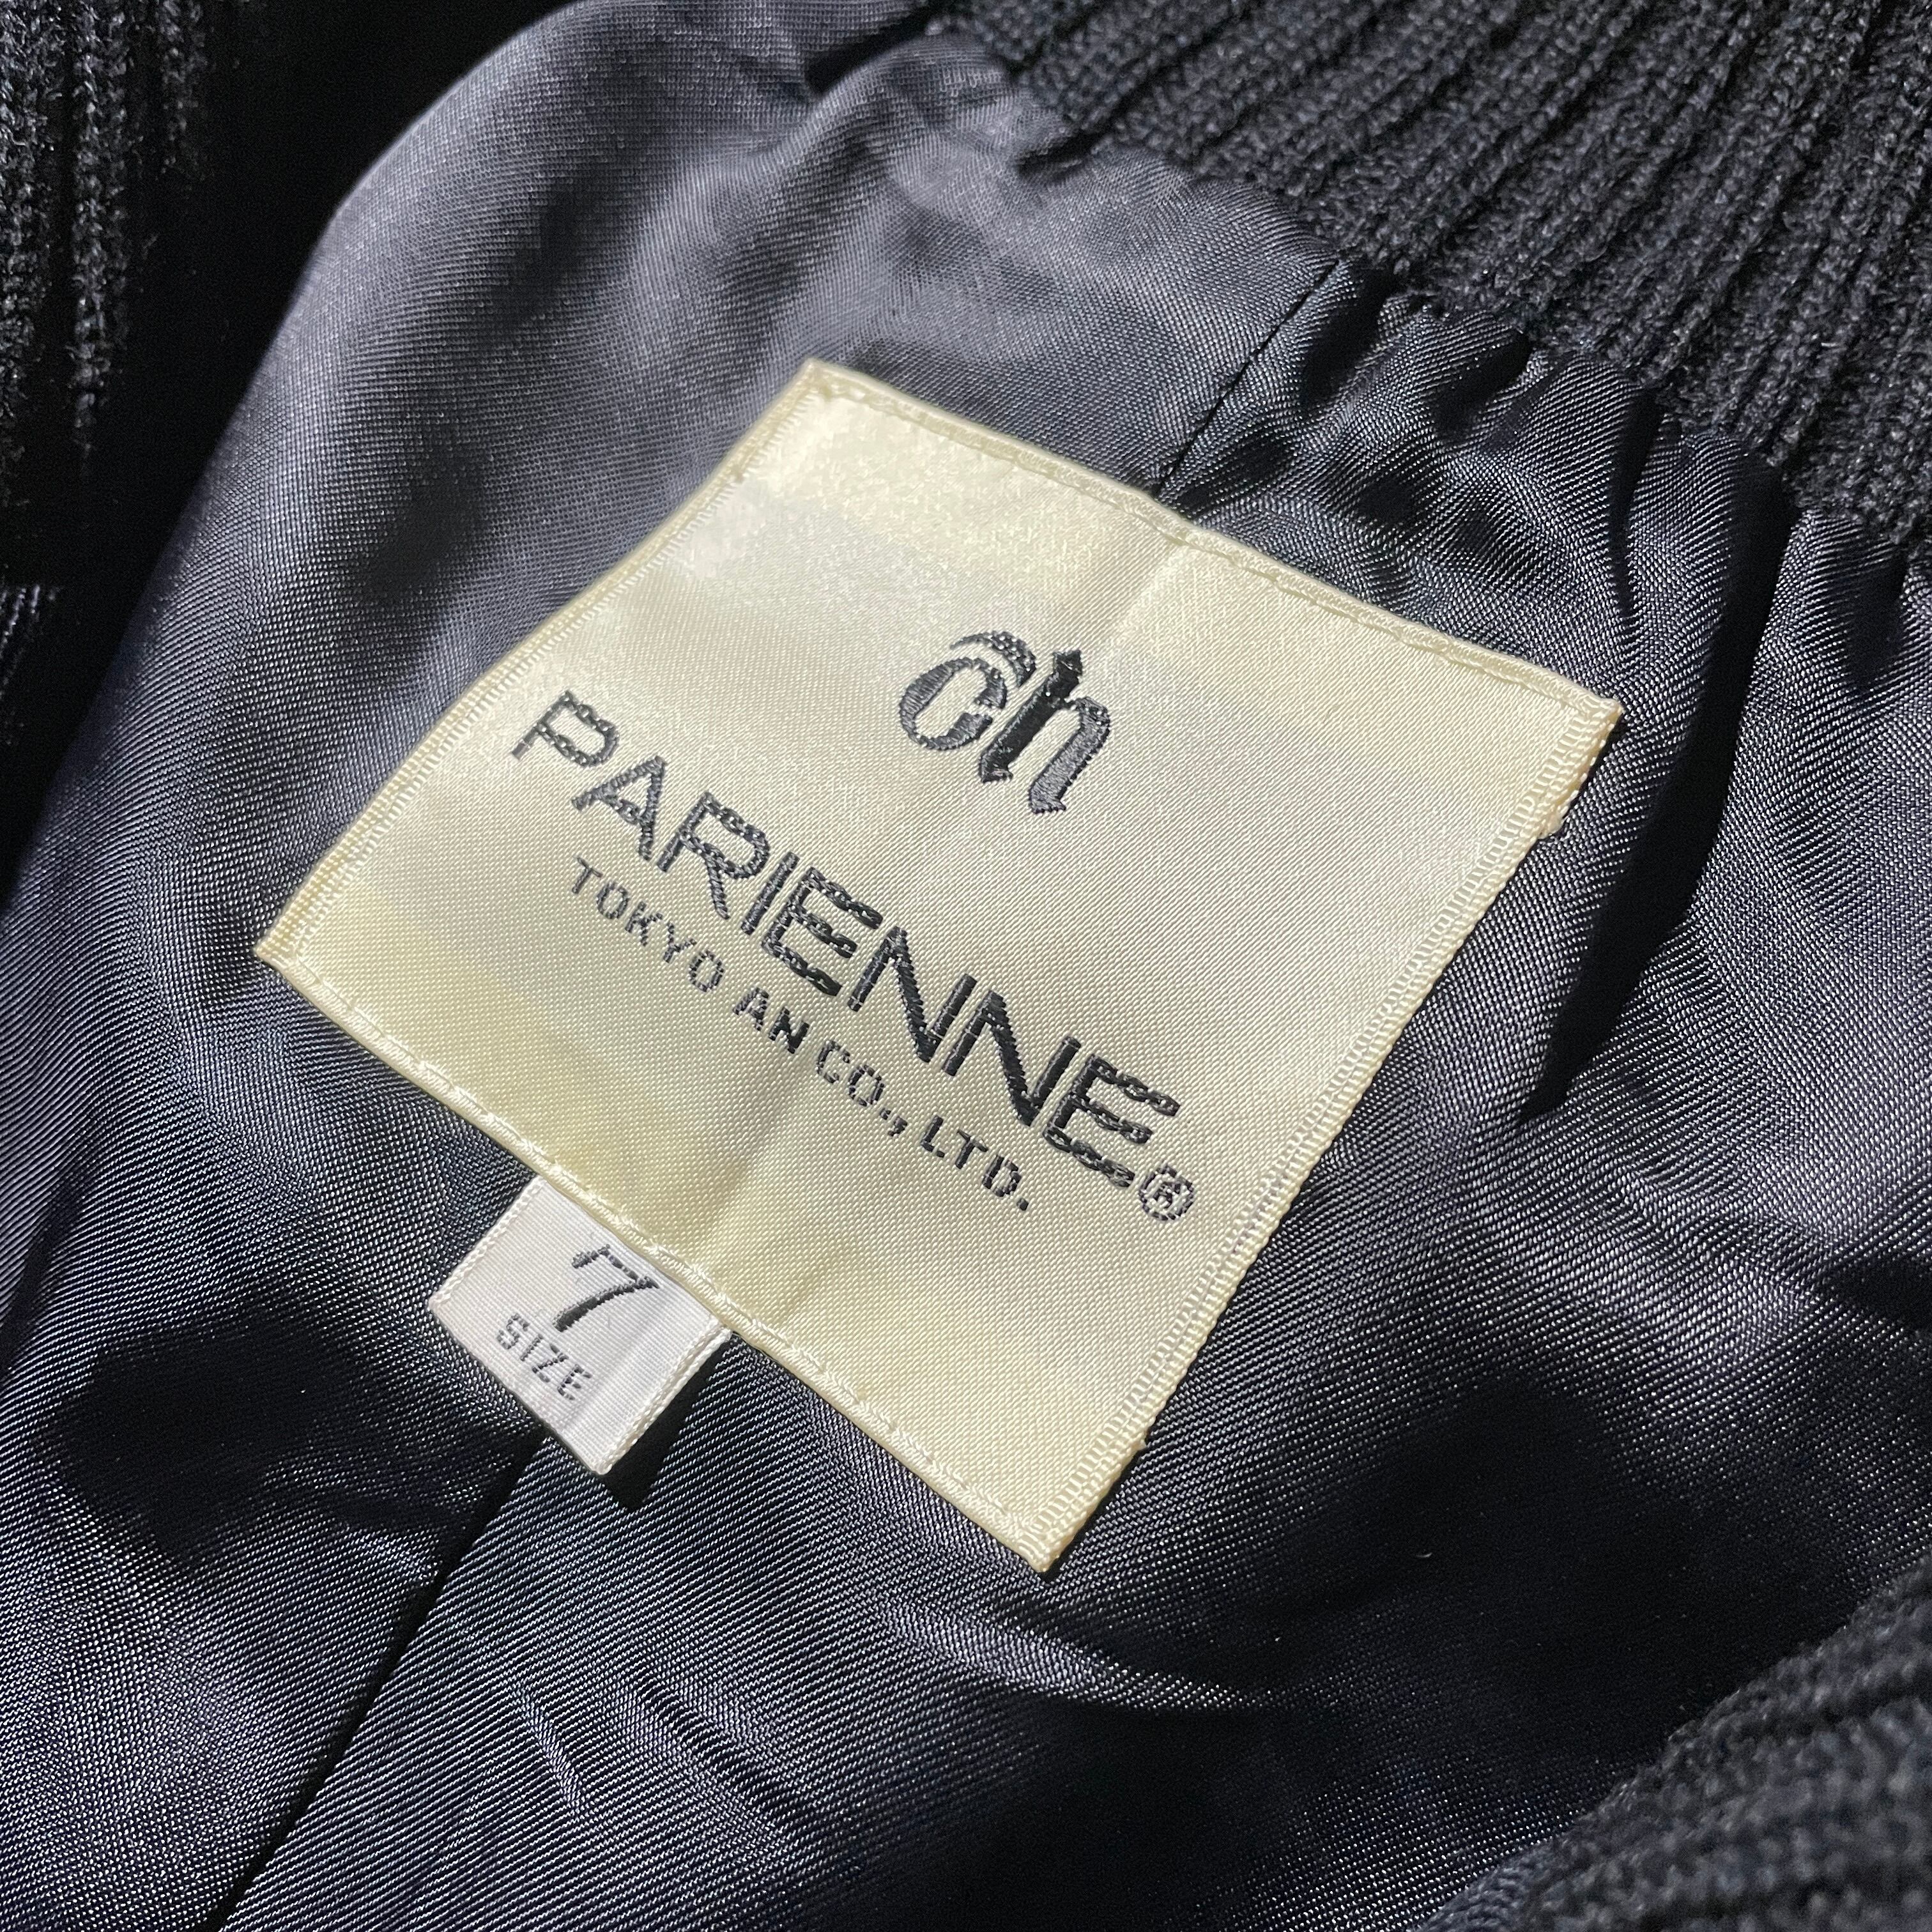 Ch
PARIENNE®
TOKYO AN CO., LTD.
7
SIZE